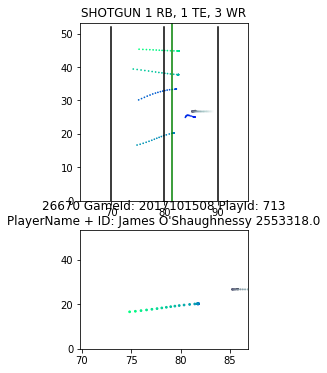 SHOTGUN 1 RB, 1 TE, 3 WR
50
40
30
20
10
0
70 80 90
26670 GameId: 2017101508 PlayId: 713
PlayerName + ID: James O'Shaughnessy 2553318.0
40
20
0
70 75 80 85